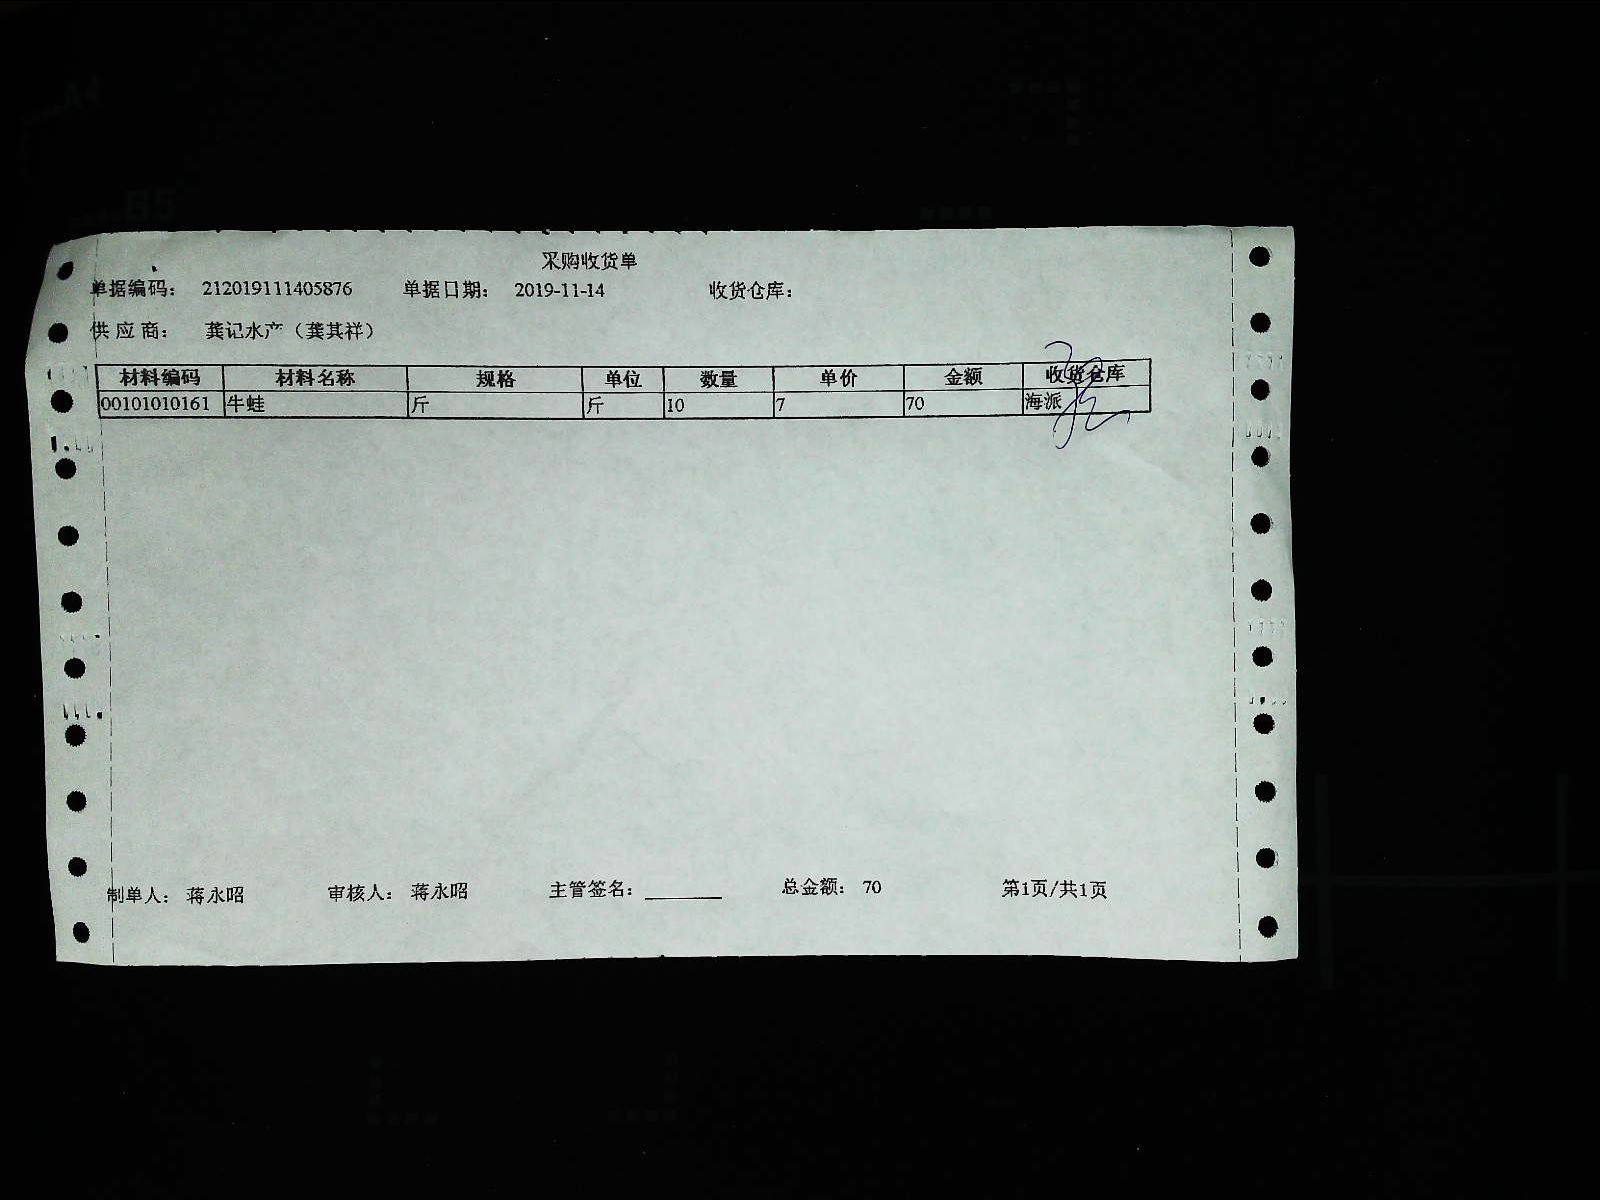 采购收货单
单据编码： 212019111405876 单据日期： 2019-11-14 收货仓库：
供应商： 龚记水产（龚其祥）
材料编码 材料名称 规格 单位 数量 单价 金额 收货仓库
00101010161 牛蛙 斤 斤 10 7 70 海派
制单人： 蒋永昭 审核人： 蒋永昭 主管签名： 总金额： 70 第1页/共1页